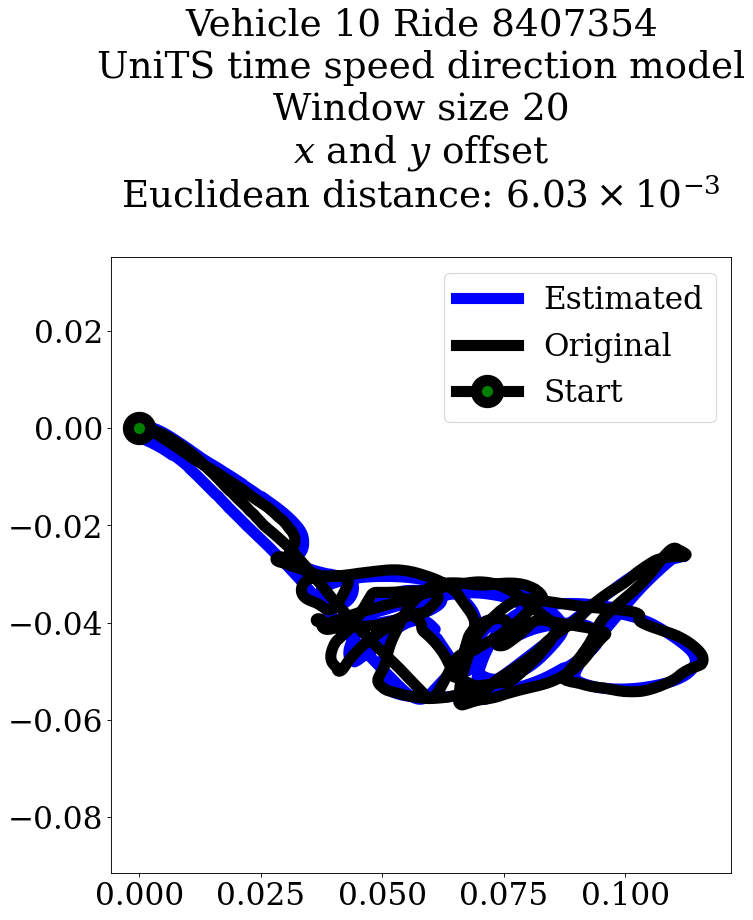 Vehicle 10 Ride 8407354
UniTS time speed direction model
Window size 20
x and y offset
Euclidean distance: 6.03 × 10⁻³
Estimated
Original
Start
0.02
0.00
−0.02
−0.04
−0.06
−0.08
0.000 0.025 0.050 0.075 0.100